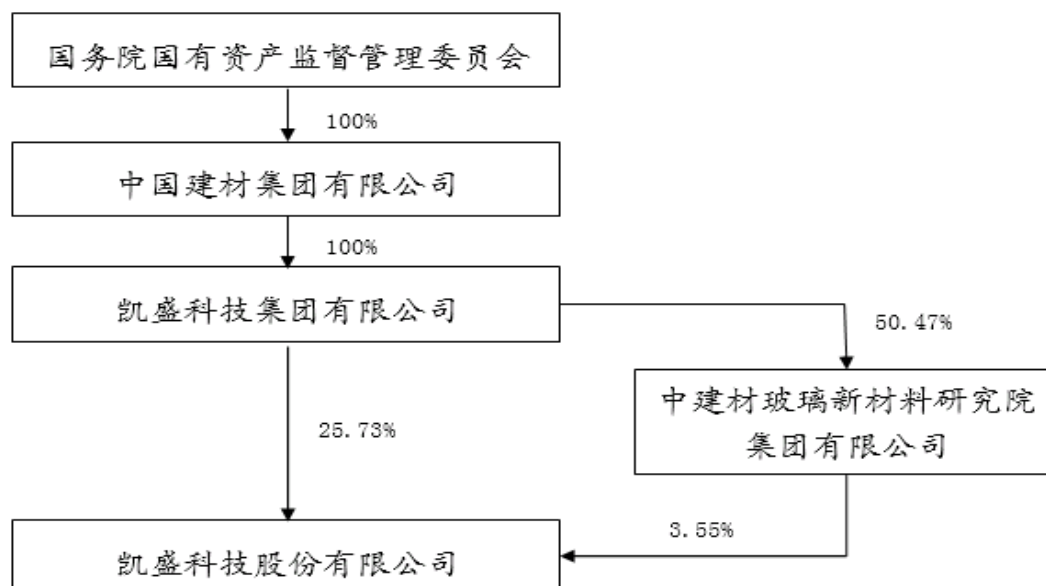 国务院国有资产监督管理委员会
100%
中国建材集团有限公司
100%
凯盛科技集团有限公司
50.47%
中建材玻璃新材料研究院
集团有限公司
25.73%
3.55%
凯盛科技股份有限公司